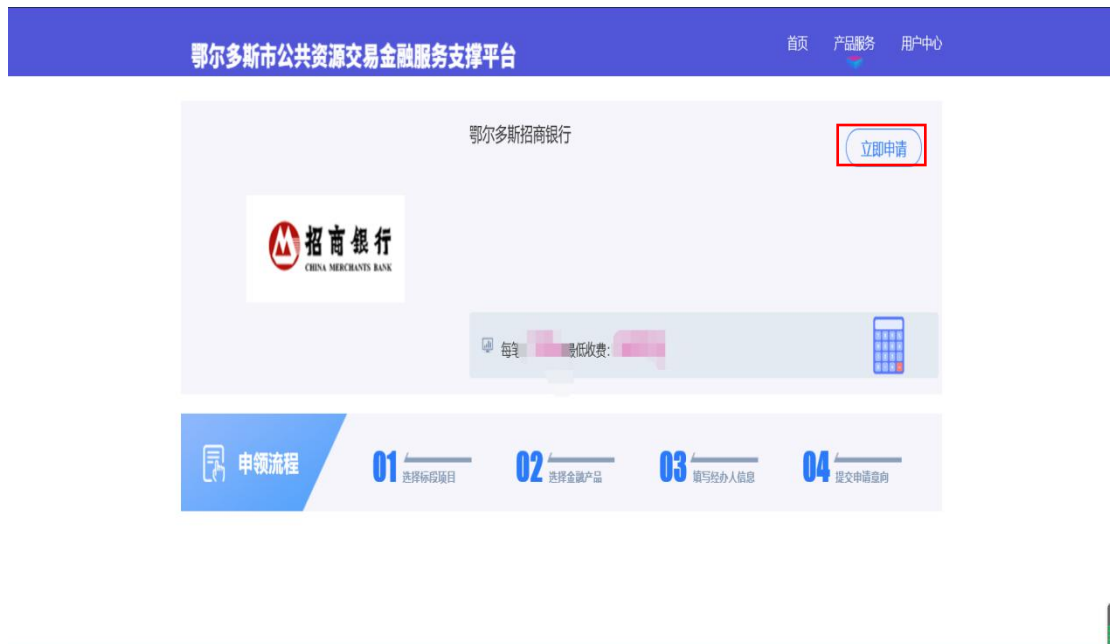 鄂尔多斯市公共资源交易金融服务支撑平台
首页 产品服务 用户中心
鄂尔多斯招商银行
立即申请
招商银行
CHINA MERCHANTS BANK
每笔 最低收费:
申领流程
01 选择标段项目
02 选择金融产品
03 填写经办人信息
04 提交申请意向